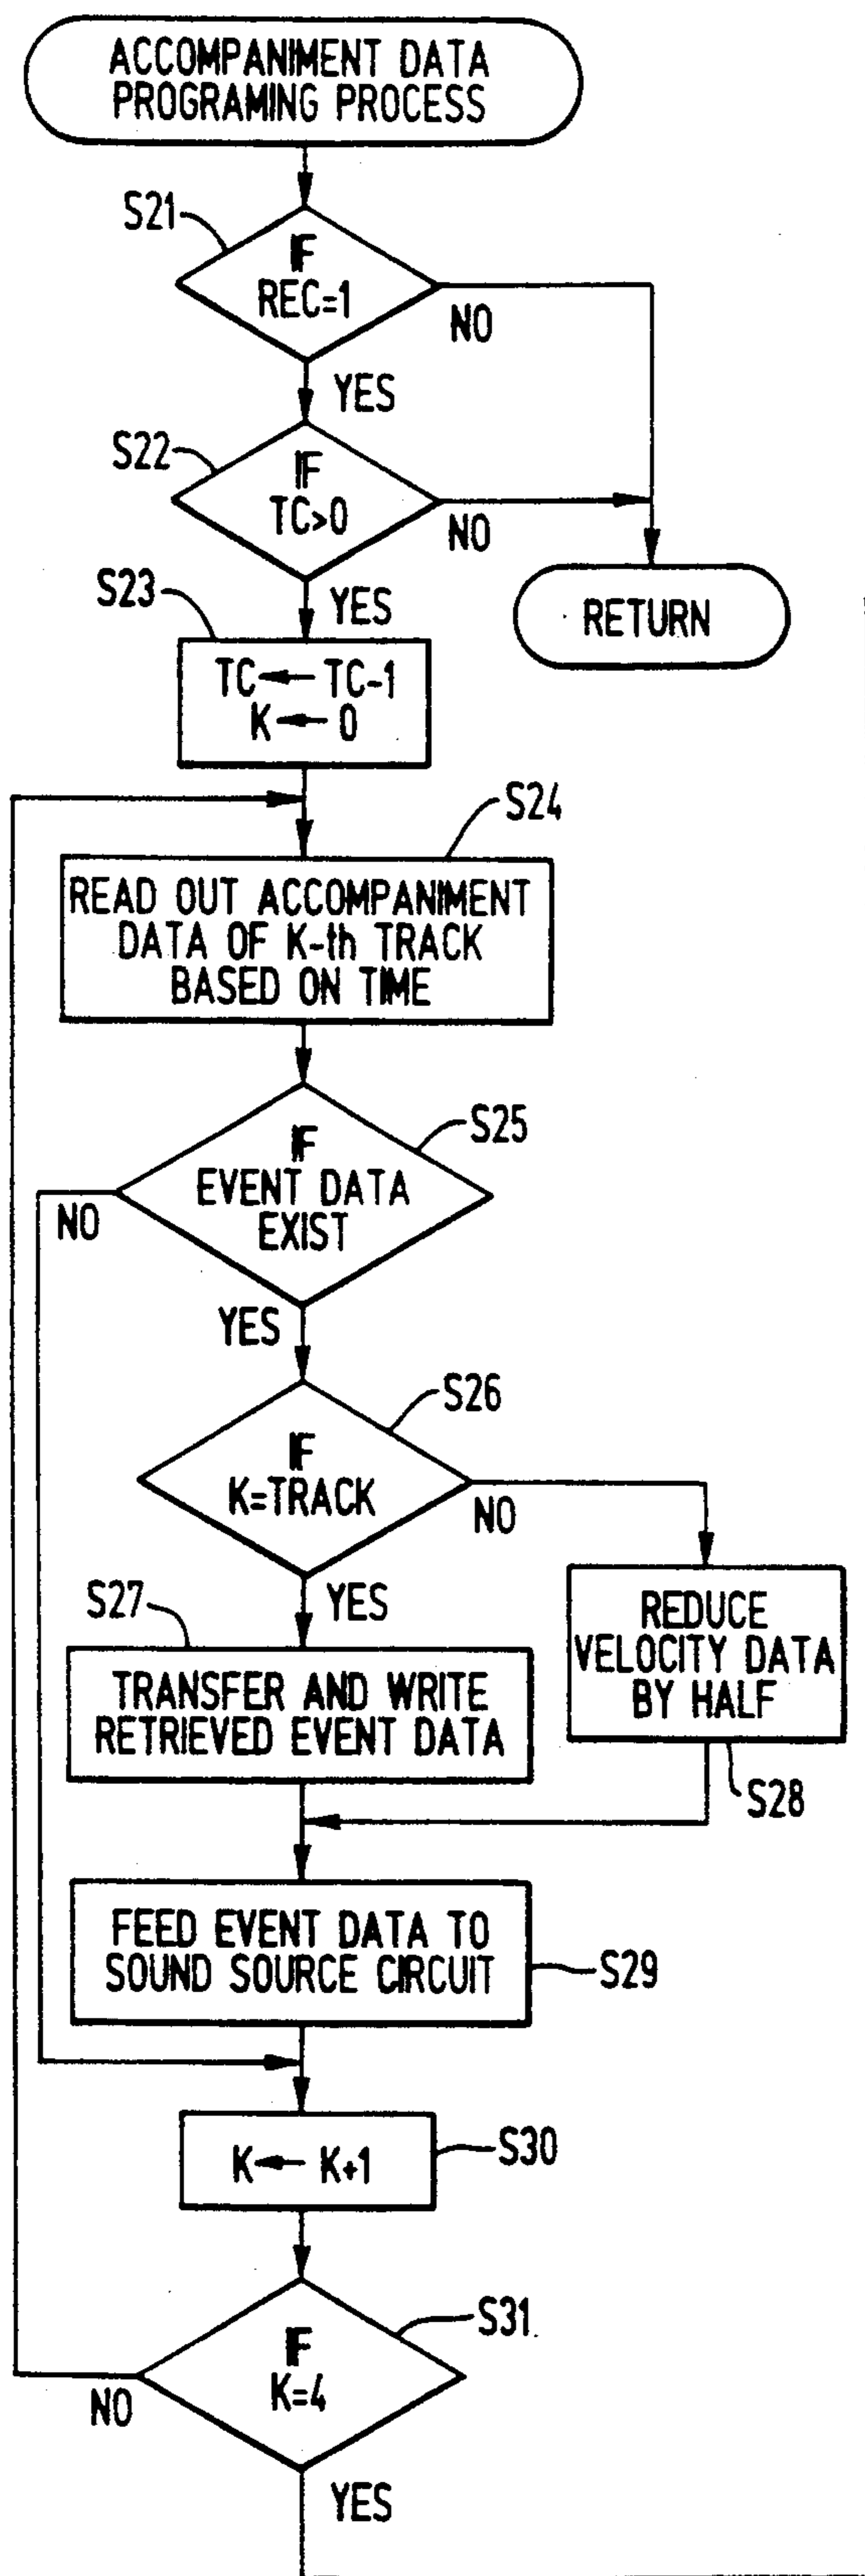 ACCOMPANIMENT DATA
PROGRAMING PROCESS
S21
IF
REC=1
NO
YES
S22
IF
TC>0
NO
YES
RETURN
S23
TC ← TC-1
K ← 0
S24
READ OUT ACCOMPANIMENT
DATA OF K-th TRACK
BASED ON TIME
S25
IF
EVENT DATA
EXIST
NO
YES
S26
IF
K=TRACK
NO
YES
S27
TRANSFER AND WRITE
RETRIEVED EVENT DATA
REDUCE
VELOCITY DATA
BY HALF
S28
FEED EVENT DATA TO
SOUND SOURCE CIRCUIT
S29
K ← K+1
S30
S31
IF
K=4
NO
YES